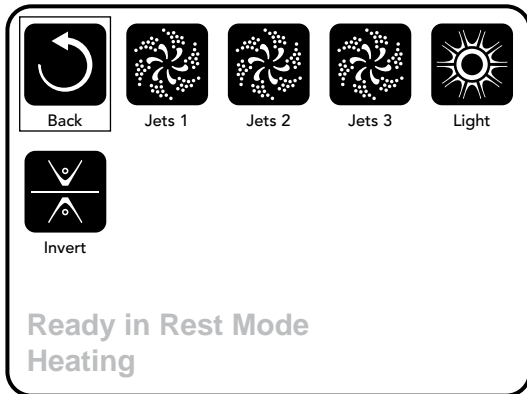 Back
Jets 1
Jets 2
Jets 3
Light
Invert
Ready in Rest Mode
Heating